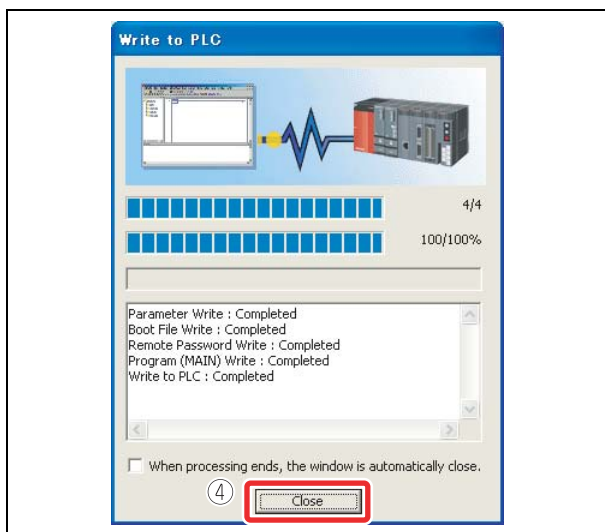 Write to PLC
4/4
100/100%
Parameter Write : Completed
Boot File Write : Completed
Remote Password Write : Completed
Program (MAIN) Write : Completed
Write to PLC : Completed
When processing ends, the window is automatically close.
④ Close